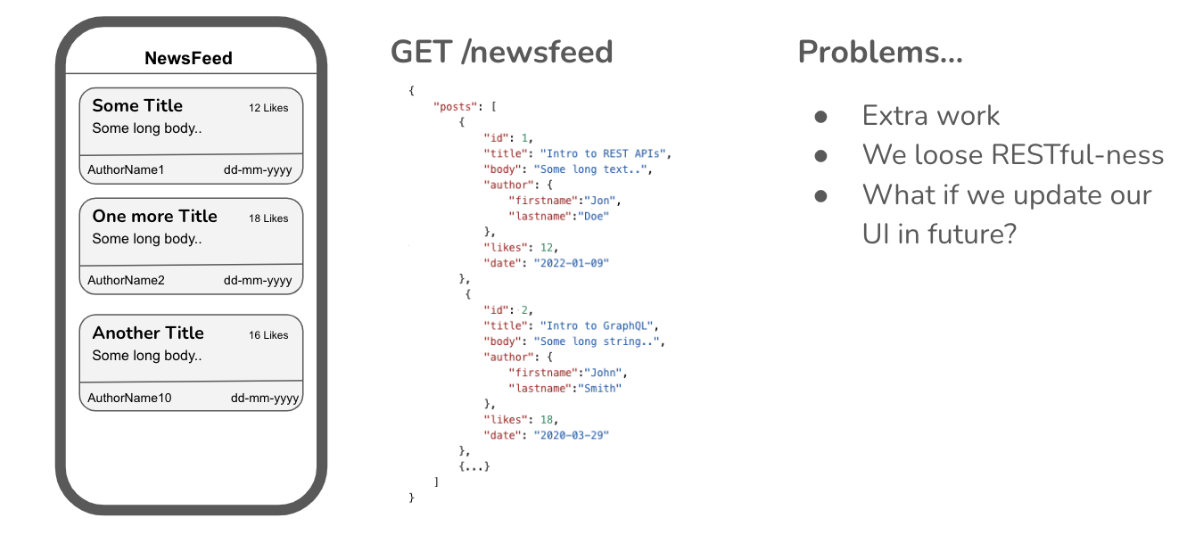 NewsFeed
Some Title
12 Likes
Some long body..
AuthorName1
dd-mm-yyyy
One more Title
18 Likes
Some long body..
AuthorName2
dd-mm-yyyy
Another Title
16 Likes
Some long body..
AuthorName10
dd-mm-yyyy
GET /newsfeed
{
"posts": [
{
"id": 1,
"title": "Intro to REST APIs",
"body": "Some long text..",
"author": {
"firstname":"Jon",
"lastname":"Doe"
},
"likes": 12,
"date": "2022-01-09"
},
{
"id": 2,
"title": "Intro to GraphQL",
"body": "Some long string..",
"author": {
"firstname":"John",
"lastname":"Smith"
},
"likes": 18,
"date": "2020-03-29"
},
{...}
]
}
Problems...
● Extra work
● We loose RESTful-ness
● What if we update our
UI in future?